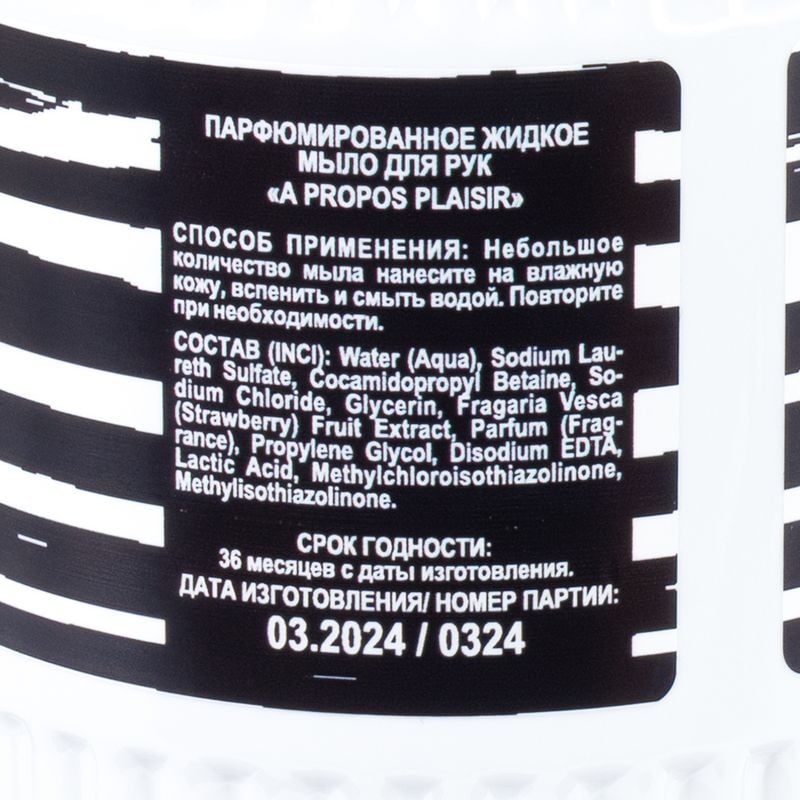 ПАРФЮМИРОВАННОЕ ЖИДКОЕ
МЫЛО ДЛЯ РУК
«A PROPOS PLAISIR»
СПОСОБ ПРИМЕНЕНИЯ: Небольшое
количество мыла нанесите на влажную
кожу, вспенить и смыть водой. Повторите
при необходимости.
СОСТАВ (INCI): Water (Aqua), Sodium Lau-
reth Sulfate, Cocamidopropyl Betaine, So-
dium Chloride, Glycerin, Fragaria Vesca
(Strawberry) Fruit Extract, Parfum (Frag-
rance), Propylene Glycol, Disodium EDTA,
Lactic Acid, Methylchloroisothiazolinone,
Methylisothiazolinone.
СРОК ГОДНОСТИ:
36 месяцев с даты изготовления.
ДАТА ИЗГОТОВЛЕНИЯ/ НОМЕР ПАРТИИ:
03.2024 / 0324